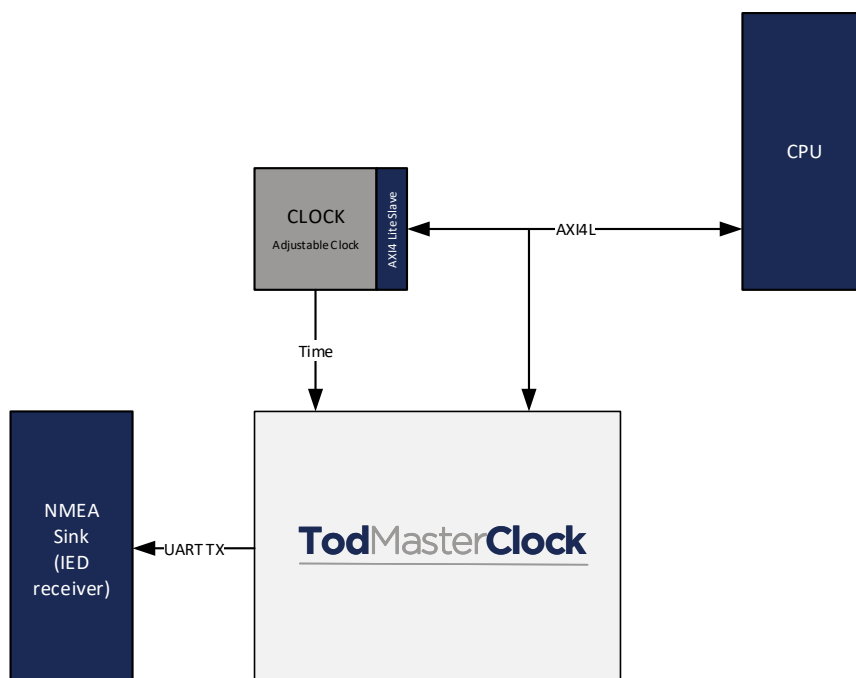 CPU
CLOCK
Adjustable Clock
AXI4 Lite Slave
AXI4L
Time
NMEA
Sink
(IED
receiver)
UART TX
TodMasterClock